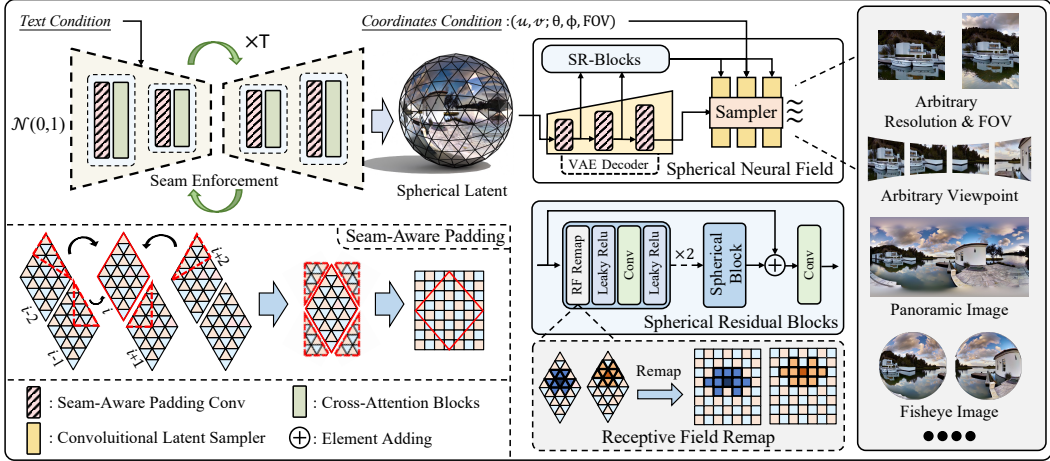 Text Condition
×T
N(0,1)
Seam Enforcement
Coordinates Condition :(u,v; θ, ϕ, FOV)
Spherical Latent
SR-Blocks
VAE Decoder
Sampler
Spherical Neural Field
Arbitrary
Resolution & FOV
Arbitrary Viewpoint
Panoramic Image
Fisheye Image
Seam-Aware Padding
i-2
i-1
i
i+1
i+2
RF Remap
Leaky Relu
Conv
Leaky Relu
×2
Spherical
Block
Conv
Spherical Residual Blocks
Remap
Receptive Field Remap
: Seam-Aware Padding Conv
: Cross-Attention Blocks
: Convoluitional Latent Sampler
: Element Adding